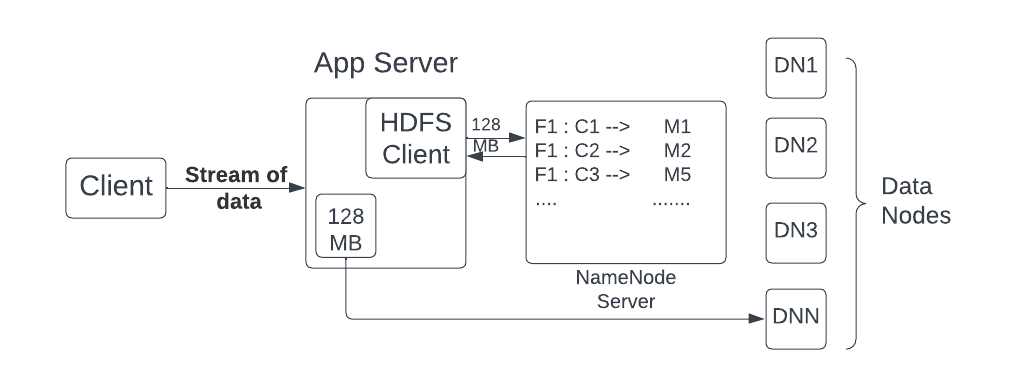 App Server
Client
Stream of
data
HDFS
Client
128
MB
128
MB
F1 : C1 --> M1
F1 : C2 --> M2
F1 : C3 --> M5
.... .......
NameNode
Server
DN1
DN2
DN3
DNN
Data
Nodes